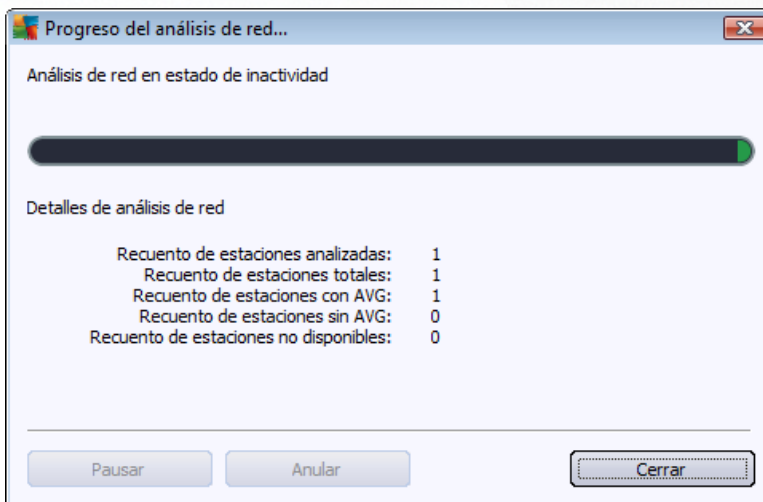 Progreso del análisis de red...
Análisis de red en estado de inactividad
Detalles de análisis de red
Recuento de estaciones analizadas: 1
Recuento de estaciones totales: 1
Recuento de estaciones con AVG: 1
Recuento de estaciones sin AVG: 0
Recuento de estaciones no disponibles: 0
Pausar Anular Cerrar